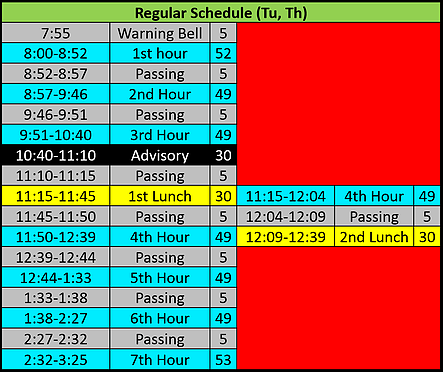 Regular Schedule (Tu, Th)
7:55 Warning Bell 5
8:00-8:52 1st hour 52
8:52-8:57 Passing 5
8:57-9:46 2nd Hour 49
9:46-9:51 Passing 5
9:51-10:40 3rd Hour 49
10:40-11:10 Advisory 30
11:10-11:15 Passing 5
11:15-11:45 1st Lunch 30 11:15-12:04 4th Hour 49
11:45-11:50 Passing 5 12:04-12:09 Passing 5
11:50-12:39 4th Hour 49 12:09-12:39 2nd Lunch 30
12:39-12:44 Passing 5
12:44-1:33 5th Hour 49
1:33-1:38 Passing 5
1:38-2:27 6th Hour 49
2:27-2:32 Passing 5
2:32-3:25 7th Hour 53